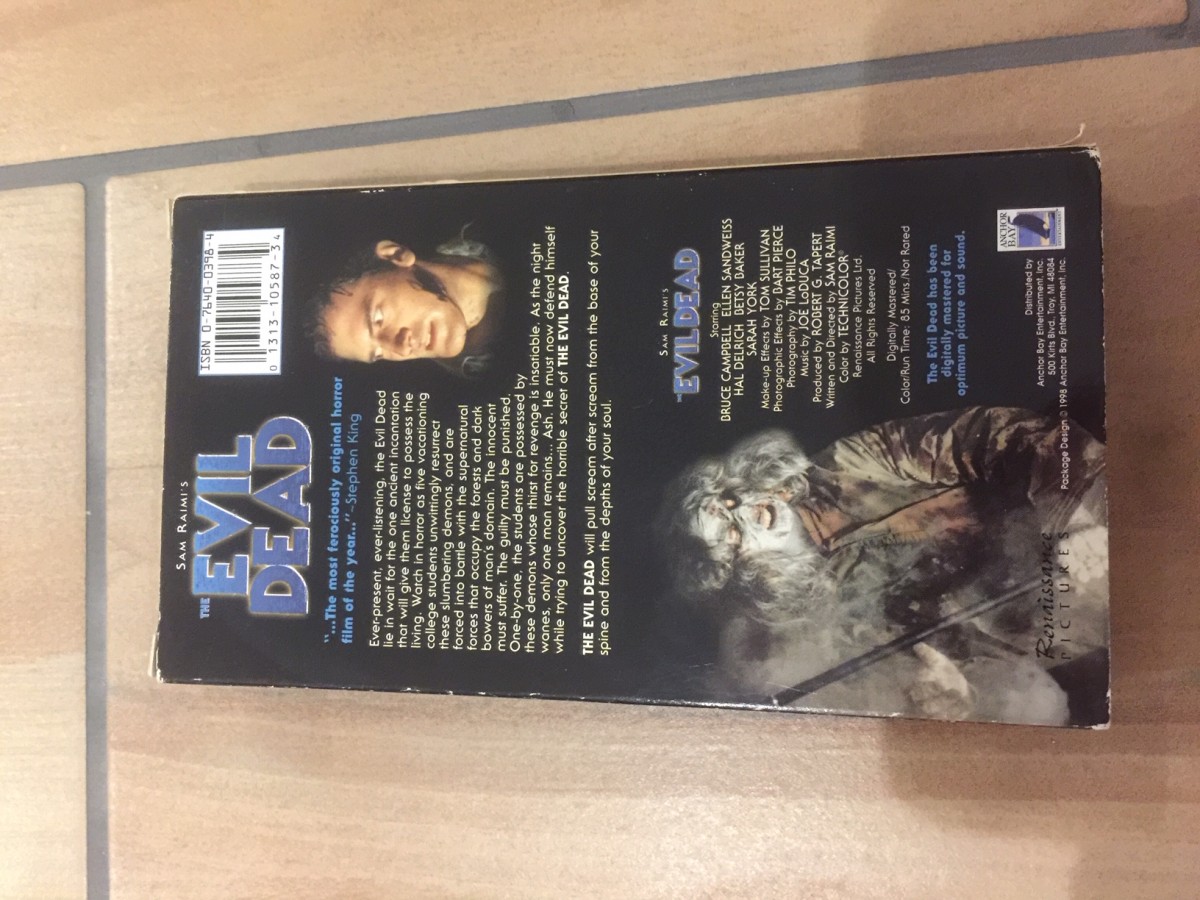 SAM RAIMI'S
THE EVIL
DEAD
ISBN 0-7640-0398-4
0 1313-10587-3 4
"...The most ferociously original horror
film of the year..." –Stephen King
Ever-present, ever-listening, the Evil Dead
lie in wait for the one ancient incantation
that will give them license to possess the
living. Watch in horror as five vacationing
college students unwittingly resurrect
these slumbering demons, and are
forced into battle with the supernatural
forces that occupy the forests and dark
bowers of man's domain. The innocent
must suffer. The guilty must be punished.
One-by-one, the students are possessed by
these demons whose thirst for revenge is insatiable. As the night
wanes, only one man remains... Ash. He must now defend himself
while trying to uncover the horrible secret of THE EVIL DEAD.
THE EVIL DEAD will pull scream after scream from the base of your
spine and from the depths of your soul.
SAM RAIMI'S
THE EVIL DEAD
Starring
BRUCE CAMPBELL ELLEN SANDWEISS
HAL DELRICH BETSY BAKER
SARAH YORK
Make-up Effects by TOM SULLIVAN
Photographic Effects by BART PIERCE
Photography by TIM PHILO
Music by JOE LoDUCA
Produced by ROBERT G. TAPERT
Written and Directed by SAM RAIMI
Color by TECHNICOLOR®
Renaissance Pictures Ltd.
All Rights Reserved
Digitally Mastered/
Color/Run Time: 85 Mins./Not Rated
The Evil Dead has been
digitally mastered for
optimum picture and sound.
ANCHOR
BAY
ENTERTAINMENT
Distributed by
Anchor Bay Entertainment, Inc.
500 Kirts Blvd., Troy, MI 48084
Package Design © 1998 Anchor Bay Entertainment, Inc.
Renaissance
PICTURES